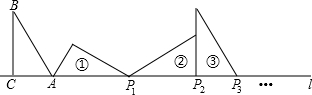 B
① ② ③
C A P₁ P₂ P₃ ··· l